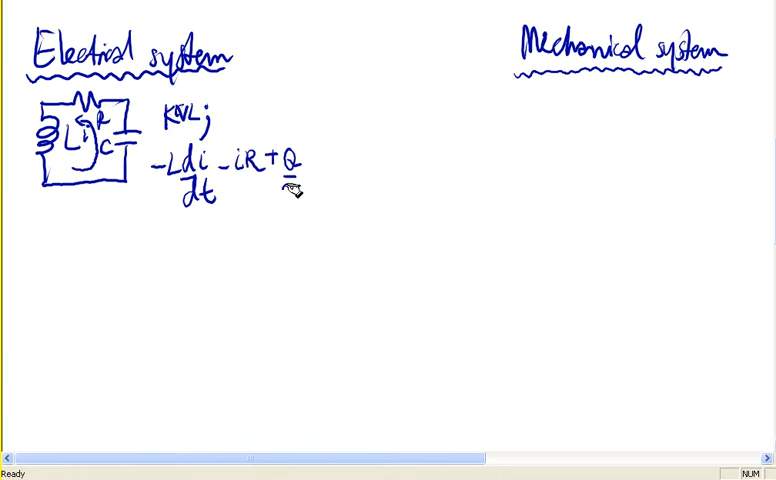 Electrical system
Mechanical system
R
L
i
C
KVL;
-L di/dt - iR + Q
Ready
NUM